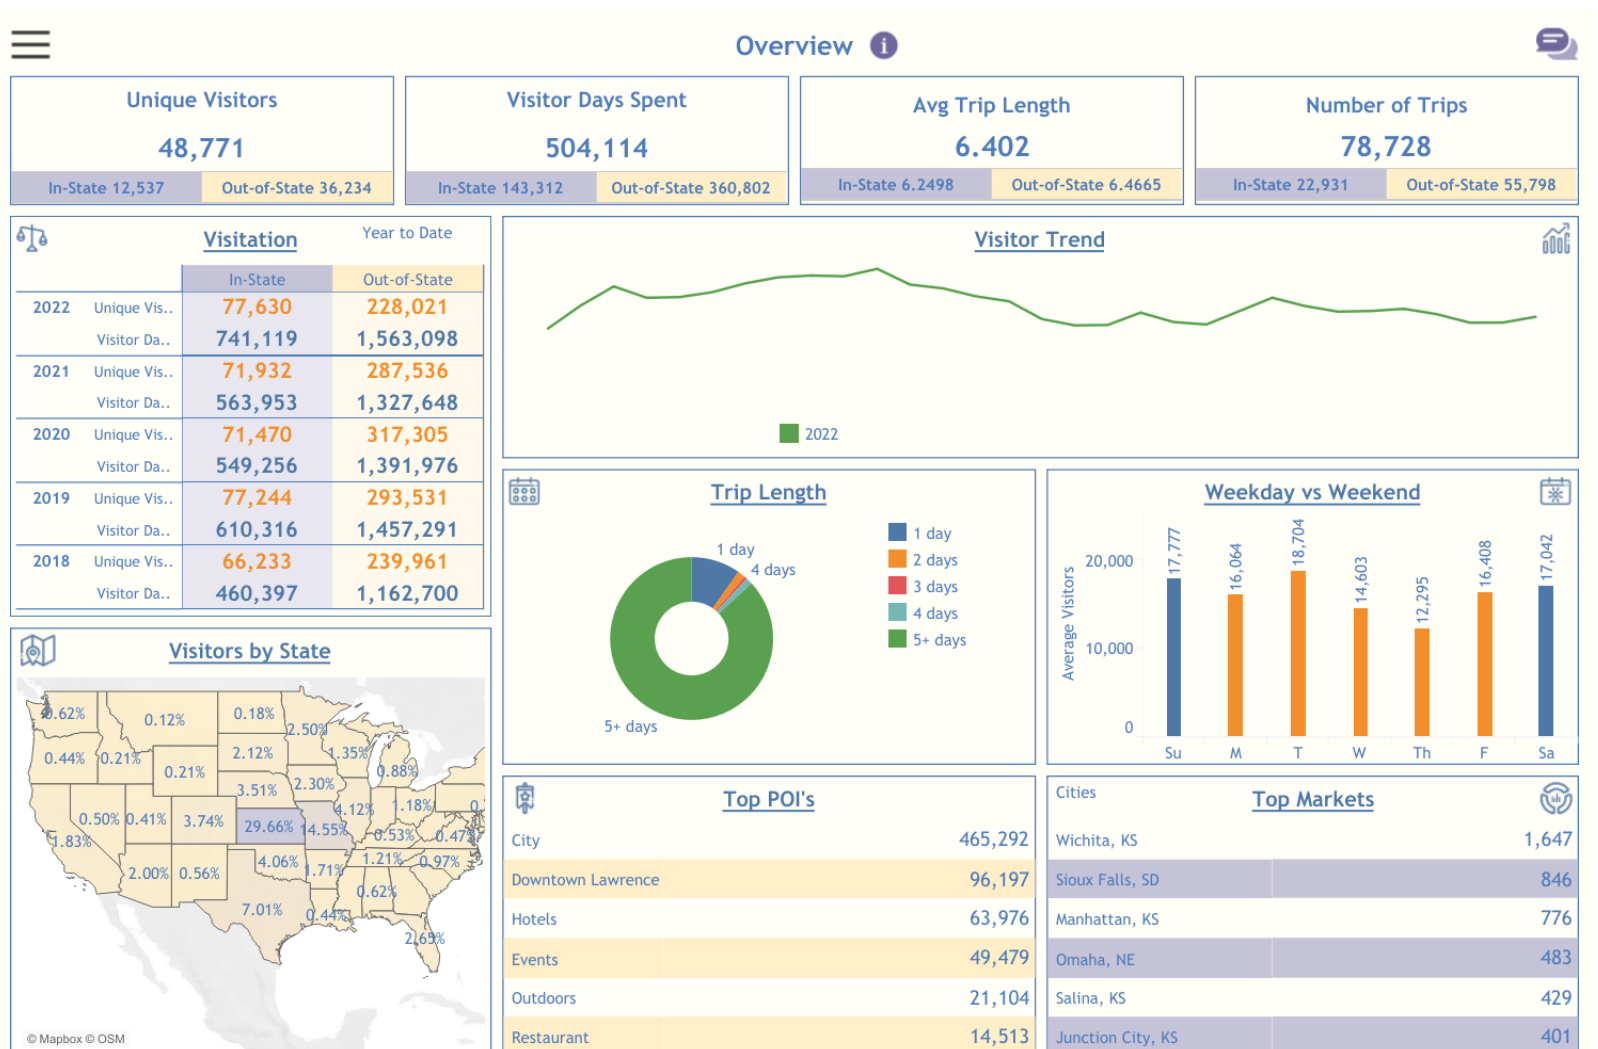 Overview
Unique Visitors
48,771
In-State 12,537
Out-of-State 36,234
Visitor Days Spent
504,114
In-State 143,312
Out-of-State 360,802
Avg Trip Length
6.402
In-State 6.2498
Out-of-State 6.4665
Number of Trips
78,728
In-State 22,931
Out-of-State 55,798
Visitation
Year to Date
In-State Out-of-State
2022 Unique Vis.. 77,630 228,021
Visitor Da.. 741,119 1,563,098
2021 Unique Vis.. 71,932 287,536
Visitor Da.. 563,953 1,327,648
2020 Unique Vis.. 71,470 317,305
Visitor Da.. 549,256 1,391,976
2019 Unique Vis.. 77,244 293,531
Visitor Da.. 610,316 1,457,291
2018 Unique Vis.. 66,233 239,961
Visitor Da.. 460,397 1,162,700
Visitor Trend
2022
Trip Length
1 day
4 days
5+ days
1 day
2 days
3 days
4 days
5+ days
Weekday vs Weekend
Average Visitors
20,000
10,000
0
17,777
16,064
18,704
14,603
12,295
16,408
17,042
Su M T W Th F Sa
Visitors by State
0.62%
0.12%
0.18%
2.50%
0.44%
0.21%
0.21%
2.12%
1.35%
0.88%
3.51%
2.30%
1.83%
0.50%
0.41%
3.74%
29.66%
14.55%
4.12%
1.18%
0.53%
0.47%
2.00%
0.56%
4.06%
1.71%
1.21%
0.97%
7.01%
0.44%
0.62%
2.65%
© Mapbox © OSM
Top POI's
City 465,292
Downtown Lawrence 96,197
Hotels 63,976
Events 49,479
Outdoors 21,104
Restaurant 14,513
Cities
Top Markets
Wichita, KS 1,647
Sioux Falls, SD 846
Manhattan, KS 776
Omaha, NE 483
Salina, KS 429
Junction City, KS 401